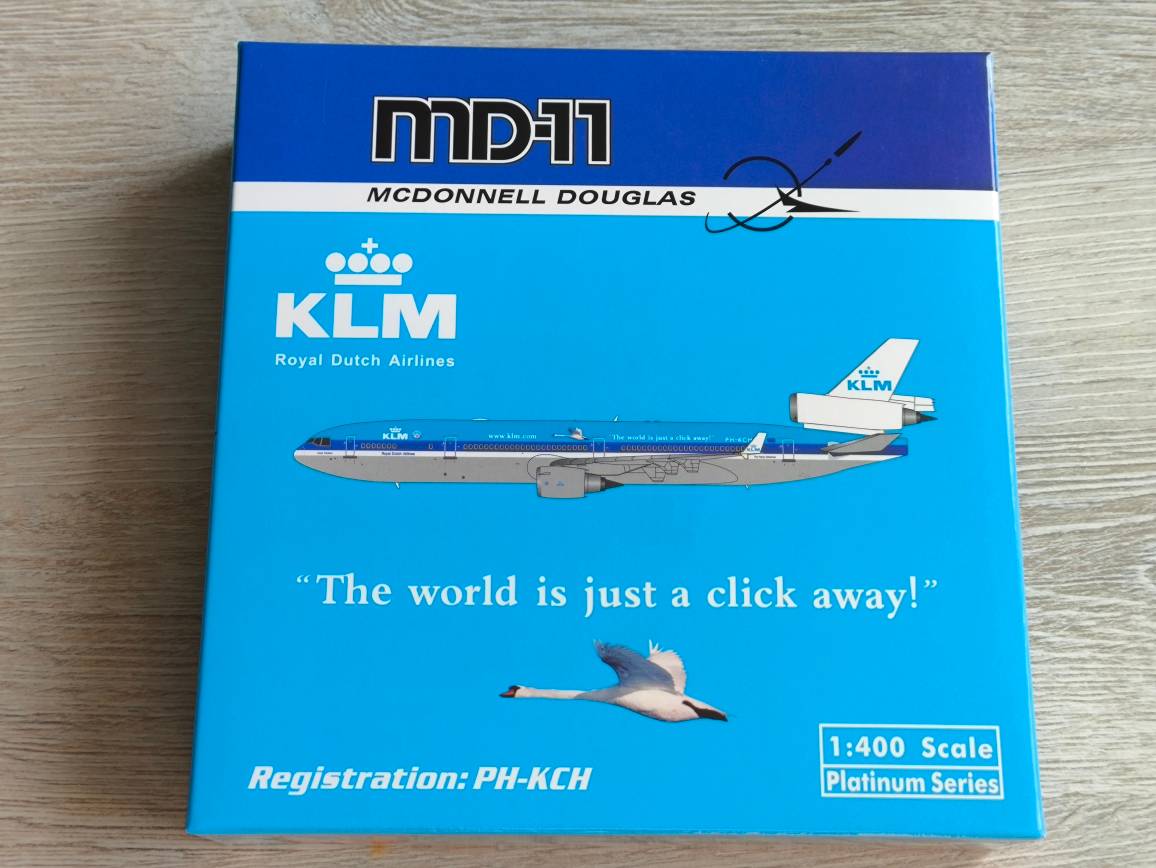 MD-11
MCDONNELL DOUGLAS
KLM
Royal Dutch Airlines
KLM
KLM
www.klm.com
"The world is just a click away!"
PH-KCH
KLM
Royal Dutch Airlines
“The world is just a click away!”
Registration: PH-KCH
1:400 Scale
Platinum Series